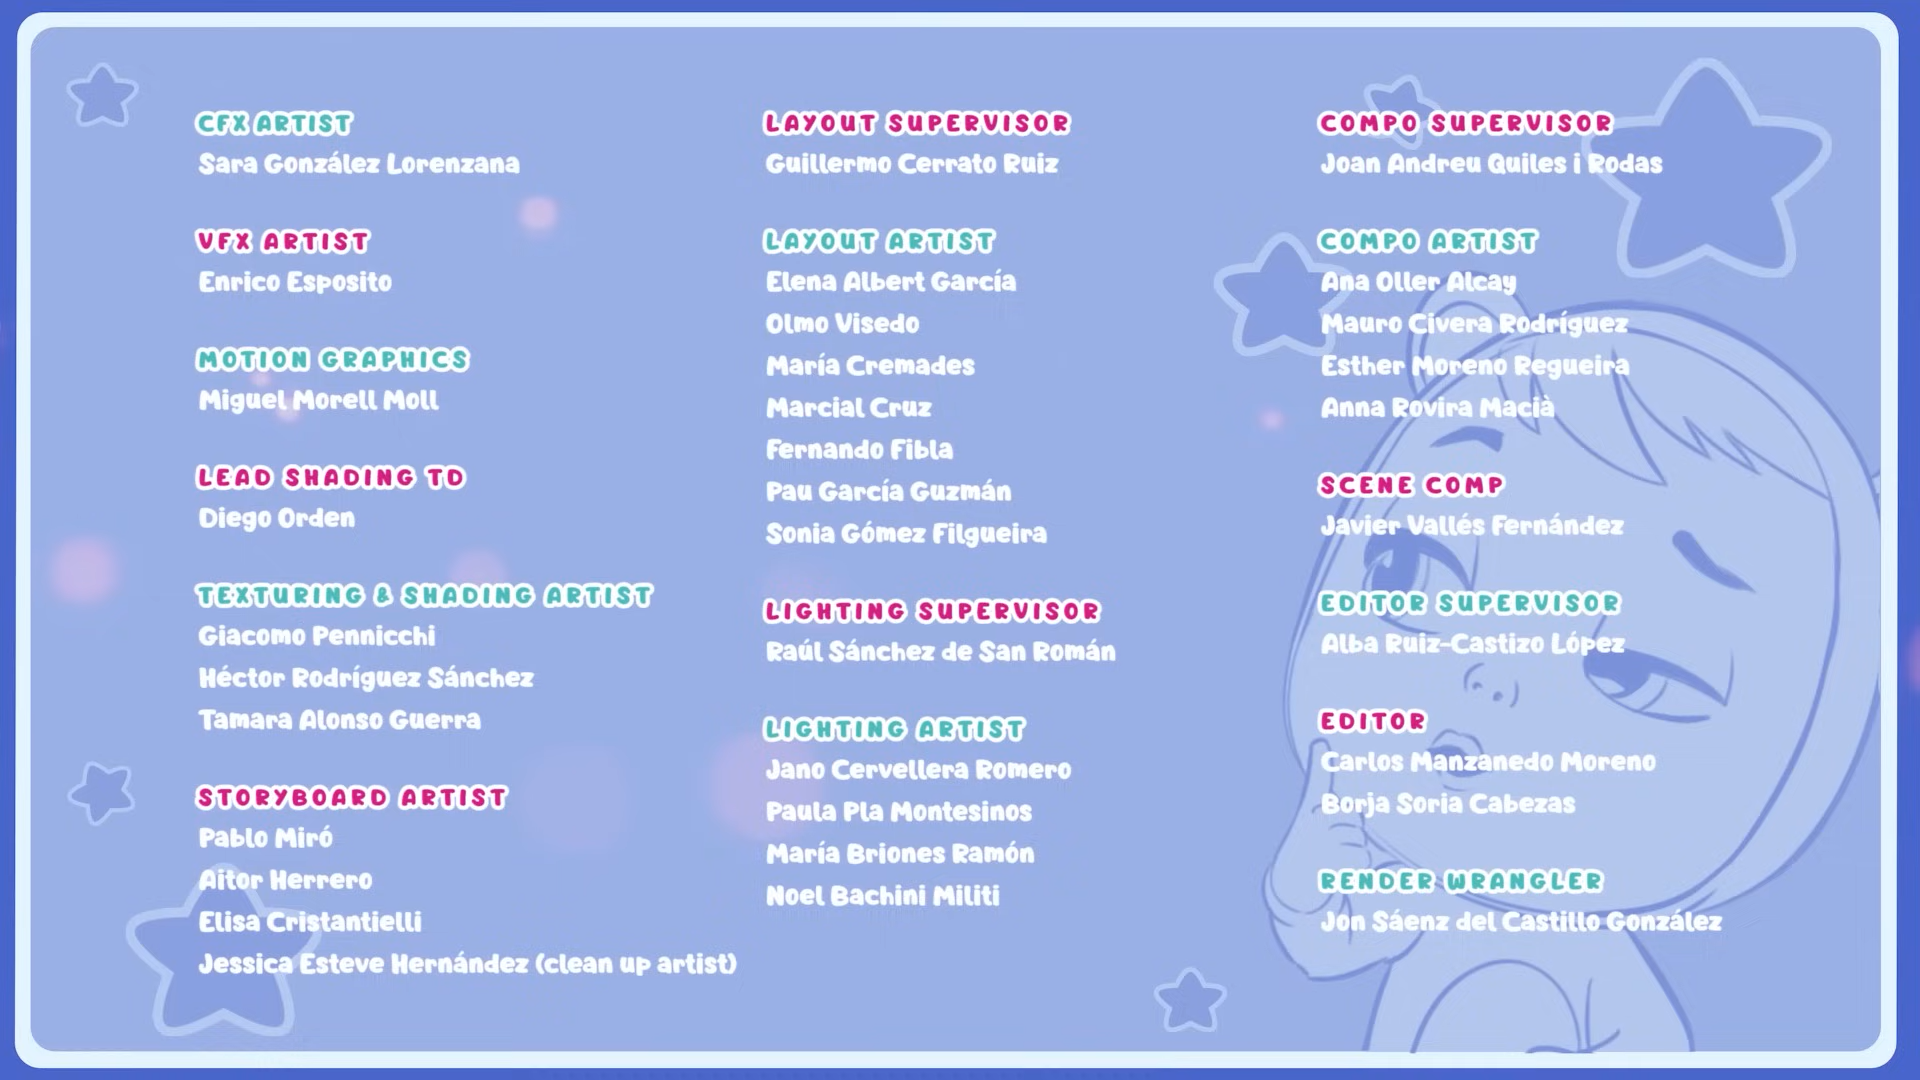 CFX ARTIST
Sara González Lorenzana
VFX ARTIST
Enrico Esposito
MOTION GRAPHICS
Miguel Morell Moll
LEAD SHADING TD
Diego Orden
TEXTURING & SHADING ARTIST
Giacomo Pennicchi
Héctor Rodríguez Sánchez
Tamara Alonso Guerra
STORYBOARD ARTIST
Pablo Miró
Aitor Herrero
Elisa Cristantielli
Jessica Esteve Hernández (clean up artist)
LAYOUT SUPERVISOR
Guillermo Cerrato Ruiz
LAYOUT ARTIST
Elena Albert García
Olmo Visedo
María Cremades
Marcial Cruz
Fernando Fibla
Pau García Guzmán
Sonia Gómez Filgueira
LIGHTING SUPERVISOR
Raúl Sánchez de San Román
LIGHTING ARTIST
Jano Cervellera Romero
Paula Pla Montesinos
María Briones Ramón
Noel Bachini Militi
COMPO SUPERVISOR
Joan Andreu Quiles i Rodas
COMPO ARTIST
Ana Oller Alcay
Mauro Civera Rodríguez
Esther Moreno Regueira
Anna Rovira Macià
SCENE COMP
Javier Vallés Fernández
EDITOR SUPERVISOR
Alba Ruiz-Castizo López
EDITOR
Carlos Manzanedo Moreno
Borja Soria Cabezas
RENDER WRANGLER
Jon Sáenz del Castillo González